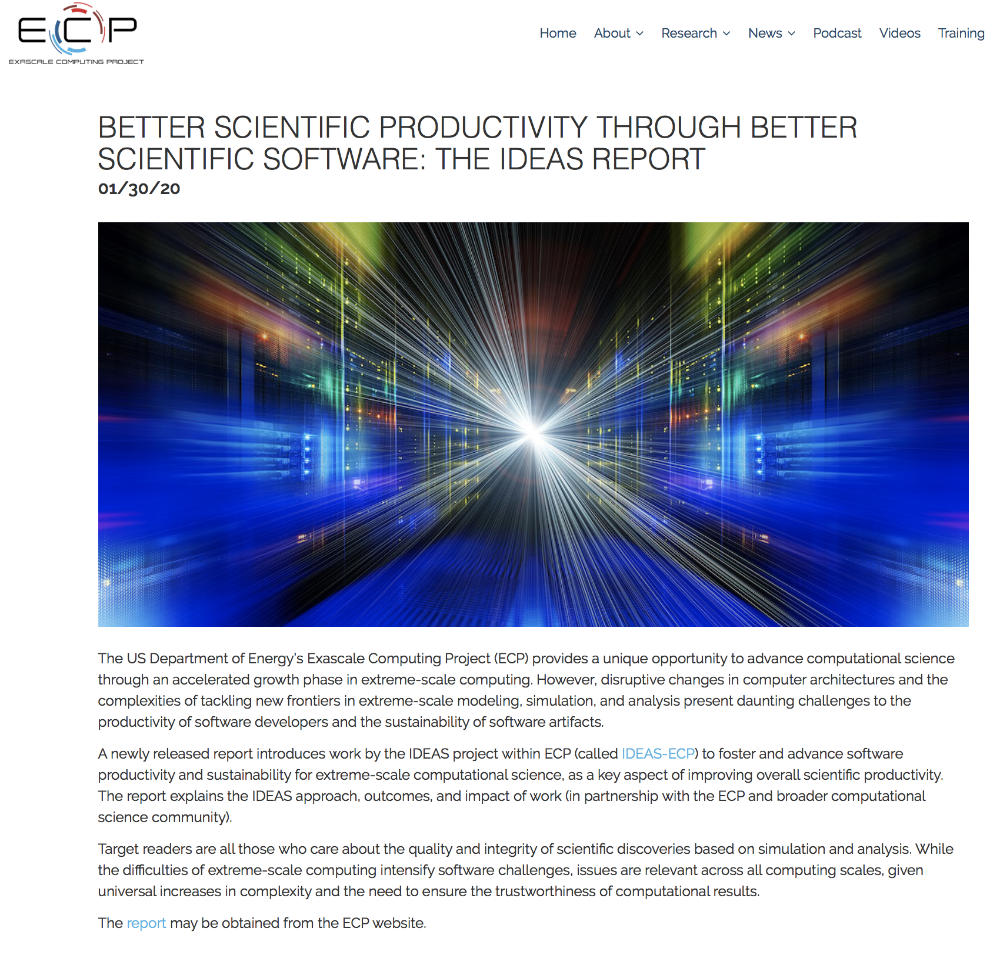 ECP
EXASCALE COMPUTING PROJECT
Home About Research News Podcast Videos Training
BETTER SCIENTIFIC PRODUCTIVITY THROUGH BETTER
SCIENTIFIC SOFTWARE: THE IDEAS REPORT
01/30/20
The US Department of Energy's Exascale Computing Project (ECP) provides a unique opportunity to advance computational science
through an accelerated growth phase in extreme-scale computing. However, disruptive changes in computer architectures and the
complexities of tackling new frontiers in extreme-scale modeling, simulation, and analysis present daunting challenges to the
productivity of software developers and the sustainability of software artifacts.
A newly released report introduces work by the IDEAS project within ECP (called IDEAS-ECP) to foster and advance software
productivity and sustainability for extreme-scale computational science, as a key aspect of improving overall scientific productivity.
The report explains the IDEAS approach, outcomes, and impact of work (in partnership with the ECP and broader computational
science community).
Target readers are all those who care about the quality and integrity of scientific discoveries based on simulation and analysis. While
the difficulties of extreme-scale computing intensify software challenges, issues are relevant across all computing scales, given
universal increases in complexity and the need to ensure the trustworthiness of computational results.
The report may be obtained from the ECP website.